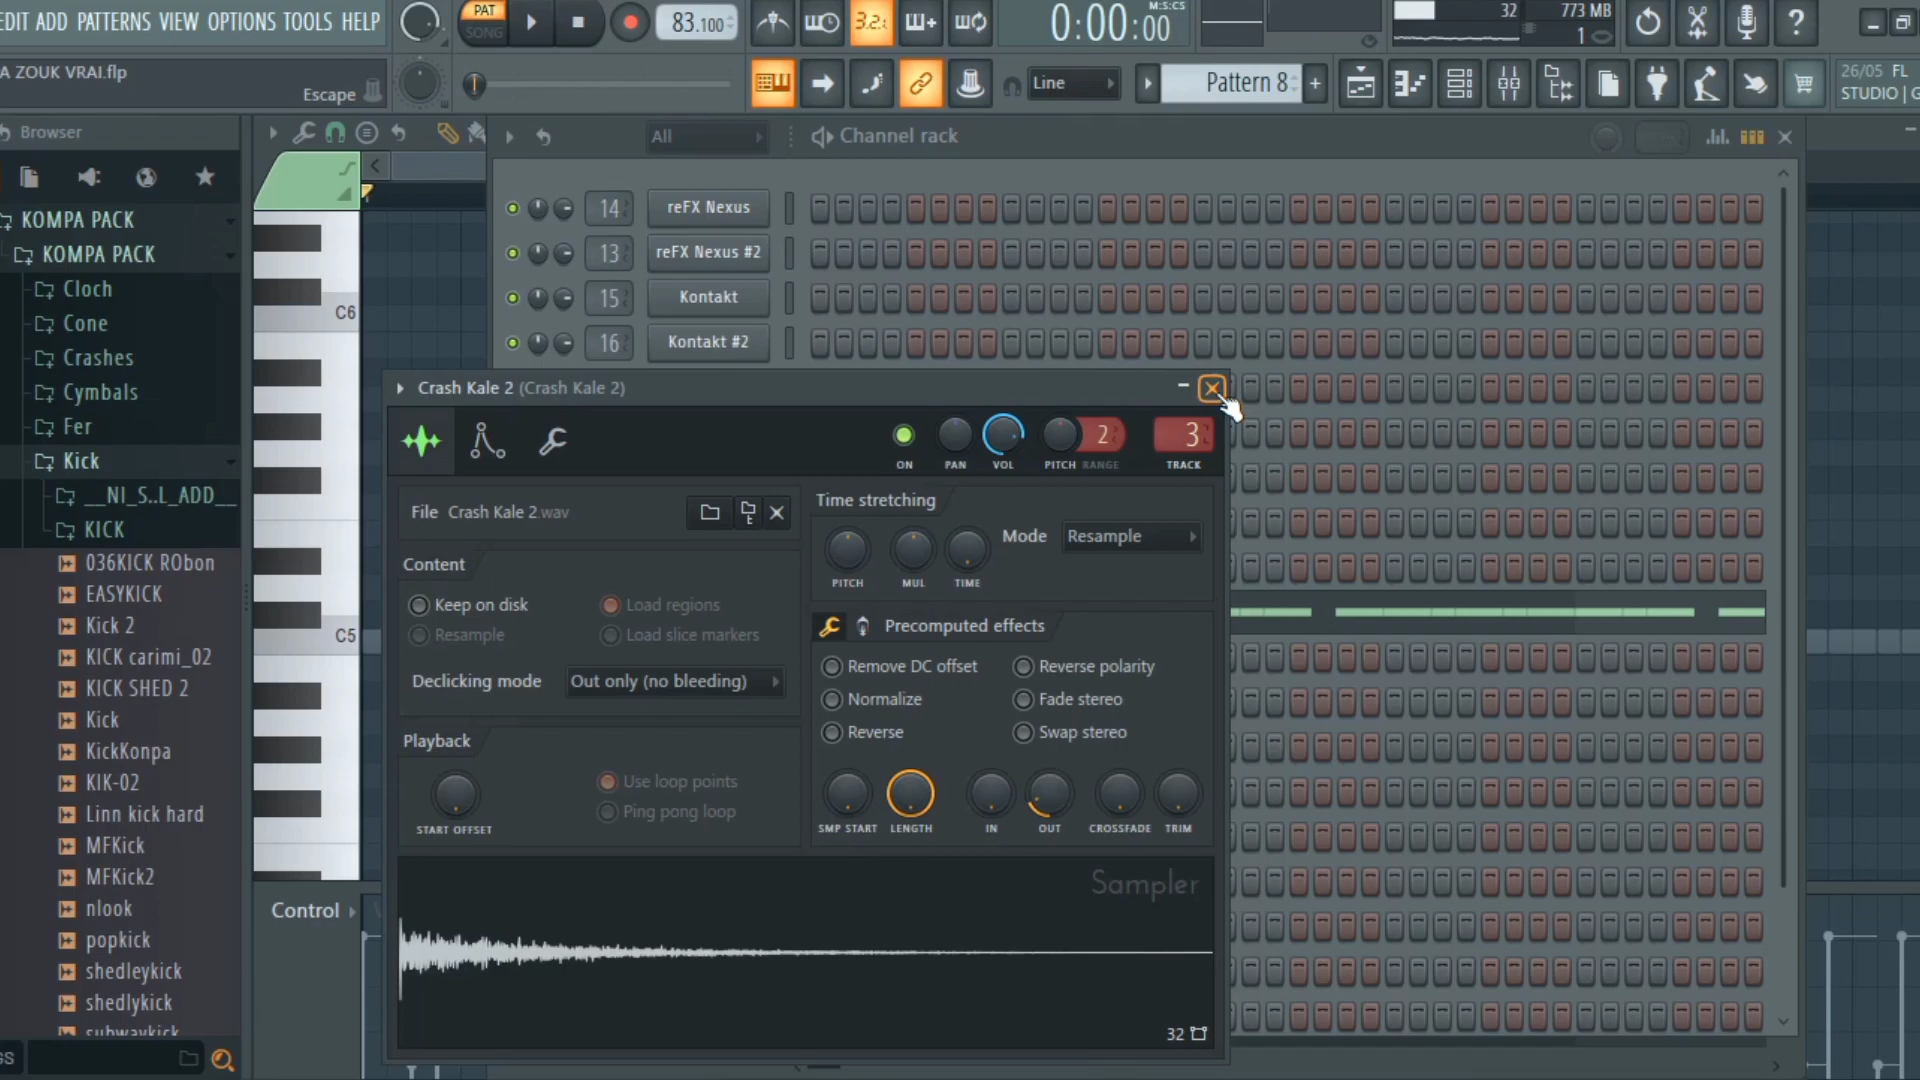 EDIT ADD PATTERNS VIEW OPTIONS TOOLS HELP
PAT
SONG
83.100
3.2.
0:00:00
M:S:CS
32
773 MB
1
?
A ZOUK VRAI.flp
Escape
Line
Pattern 8
+
26/05 FL
STUDIO | G
Browser
All
Channel rack
KOMPA PACK
KOMPA PACK
Cloch
Cone
Crashes
Cymbals
Fer
Kick
__NI_S..L_ADD__
KICK
036KICK RObon
EASYKICK
Kick 2
KICK carimi_02
KICK SHED 2
Kick
KickKonpa
KIK-02
Linn kick hard
MFKick
MFKick2
nlook
popkick
shedleykick
shedlykick
subwaykick
C6
C5
Control
14 reFX Nexus
13 reFX Nexus #2
15 Kontakt
16 Kontakt #2
Crash Kale 2 (Crash Kale 2)
2
3
ON PAN VOL PITCH RANGE TRACK
File Crash Kale 2.wav
Content
Keep on disk
Load regions
Resample
Load slice markers
Declicking mode Out only (no bleeding)
Playback
START OFFSET
Use loop points
Ping pong loop
Time stretching
PITCH MUL TIME
Mode Resample
Precomputed effects
Remove DC offset
Reverse polarity
Normalize
Fade stereo
Reverse
Swap stereo
SMP START LENGTH IN OUT CROSSFADE TRIM
Sampler
32